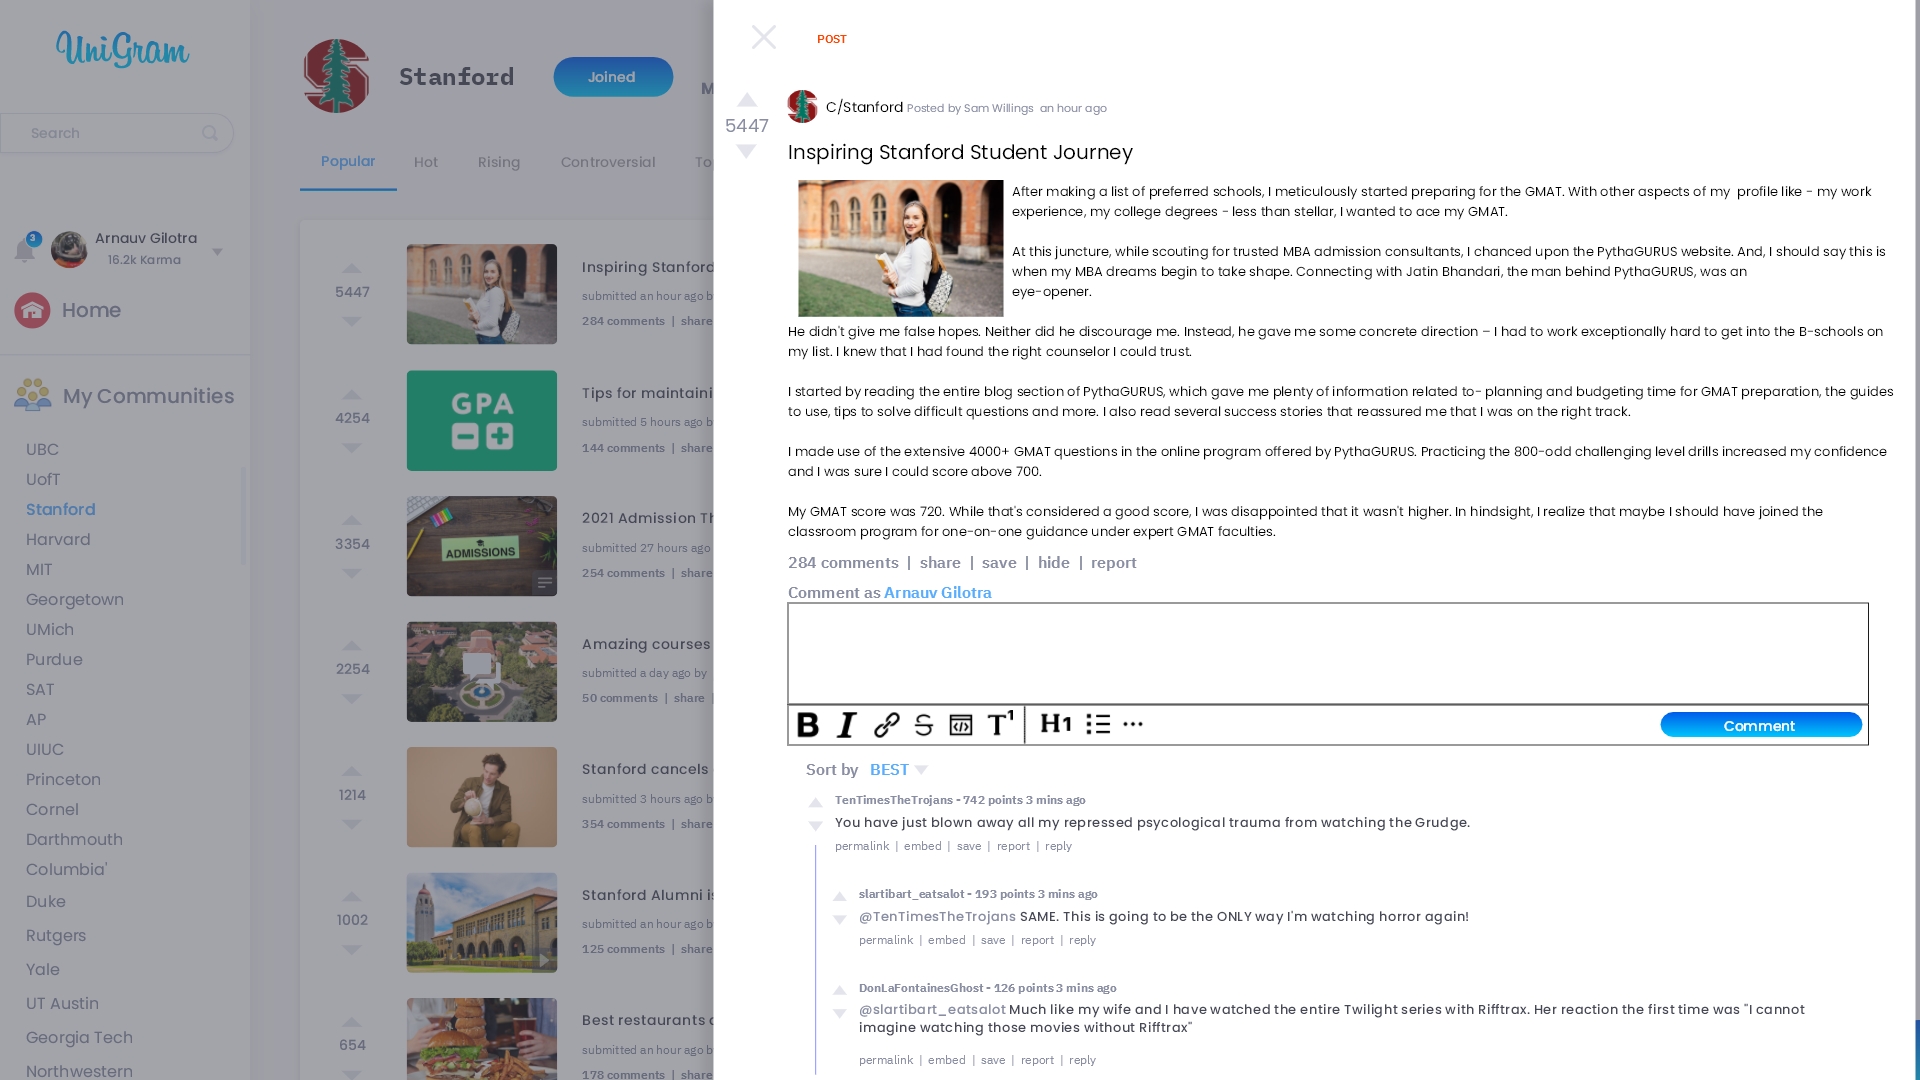 UniGram
Search
3
Arnauv Gilotra
16.2k Karma
Home
My Communities
UBC
UofT
Stanford
Harvard
MIT
Georgetown
UMich
Purdue
SAT
AP
UIUC
Princeton
Cornel
Darthmouth
Columbia'
Duke
Rutgers
Yale
UT Austin
Georgia Tech
Northwestern
Stanford
Joined
M
Popular Hot Rising Controversial To
5447
Inspiring Stanford
submitted an hour ago b
284 comments | share
4254
GPA
Tips for maintaini
submitted 5 hours ago b
144 comments | share
3354
ADMISSIONS
2021 Admission Th
submitted 27 hours ago
254 comments | share
2254
Amazing courses
submitted a day ago by
50 comments | share |
1214
Stanford cancels
submitted 3 hours ago b
354 comments | share
1002
Stanford Alumni is
submitted an hour ago b
125 comments | share
654
Best restaurants c
submitted an hour ago b
178 comments | share
POST
5447
C/Stanford Posted by Sam Willings an hour ago
Inspiring Stanford Student Journey
After making a list of preferred schools, I meticulously started preparing for the GMAT. With other aspects of my profile like - my work
experience, my college degrees - less than stellar, I wanted to ace my GMAT.
At this juncture, while scouting for trusted MBA admission consultants, I chanced upon the PythaGURUS website. And, I should say this is
when my MBA dreams begin to take shape. Connecting with Jatin Bhandari, the man behind PythaGURUS, was an
eye-opener.
He didn't give me false hopes. Neither did he discourage me. Instead, he gave me some concrete direction – I had to work exceptionally hard to get into the B-schools on
my list. I knew that I had found the right counselor I could trust.
I started by reading the entire blog section of PythaGURUS, which gave me plenty of information related to- planning and budgeting time for GMAT preparation, the guides
to use, tips to solve difficult questions and more. I also read several success stories that reassured me that I was on the right track.
I made use of the extensive 4000+ GMAT questions in the online program offered by PythaGURUS. Practicing the 800-odd challenging level drills increased my confidence
and I was sure I could score above 700.
My GMAT score was 720. While that's considered a good score, I was disappointed that it wasn't higher. In hindsight, I realize that maybe I should have joined the
classroom program for one-on-one guidance under expert GMAT faculties.
284 comments | share | save | hide | report
Comment as Arnauv Gilotra
B I S T1 H1 ... Comment
Sort by BEST
TenTimesTheTrojans - 742 points 3 mins ago
You have just blown away all my repressed psycological trauma from watching the Grudge.
permalink | embed | save | report | reply
slartibart_eatsalot - 193 points 3 mins ago
@TenTimesTheTrojans SAME. This is going to be the ONLY way I'm watching horror again!
permalink | embed | save | report | reply
DonLaFontainesGhost - 126 points 3 mins ago
@slartibart_eatsalot Much like my wife and I have watched the entire Twilight series with Rifftrax. Her reaction the first time was "I cannot
imagine watching those movies without Rifftrax"
permalink | embed | save | report | reply